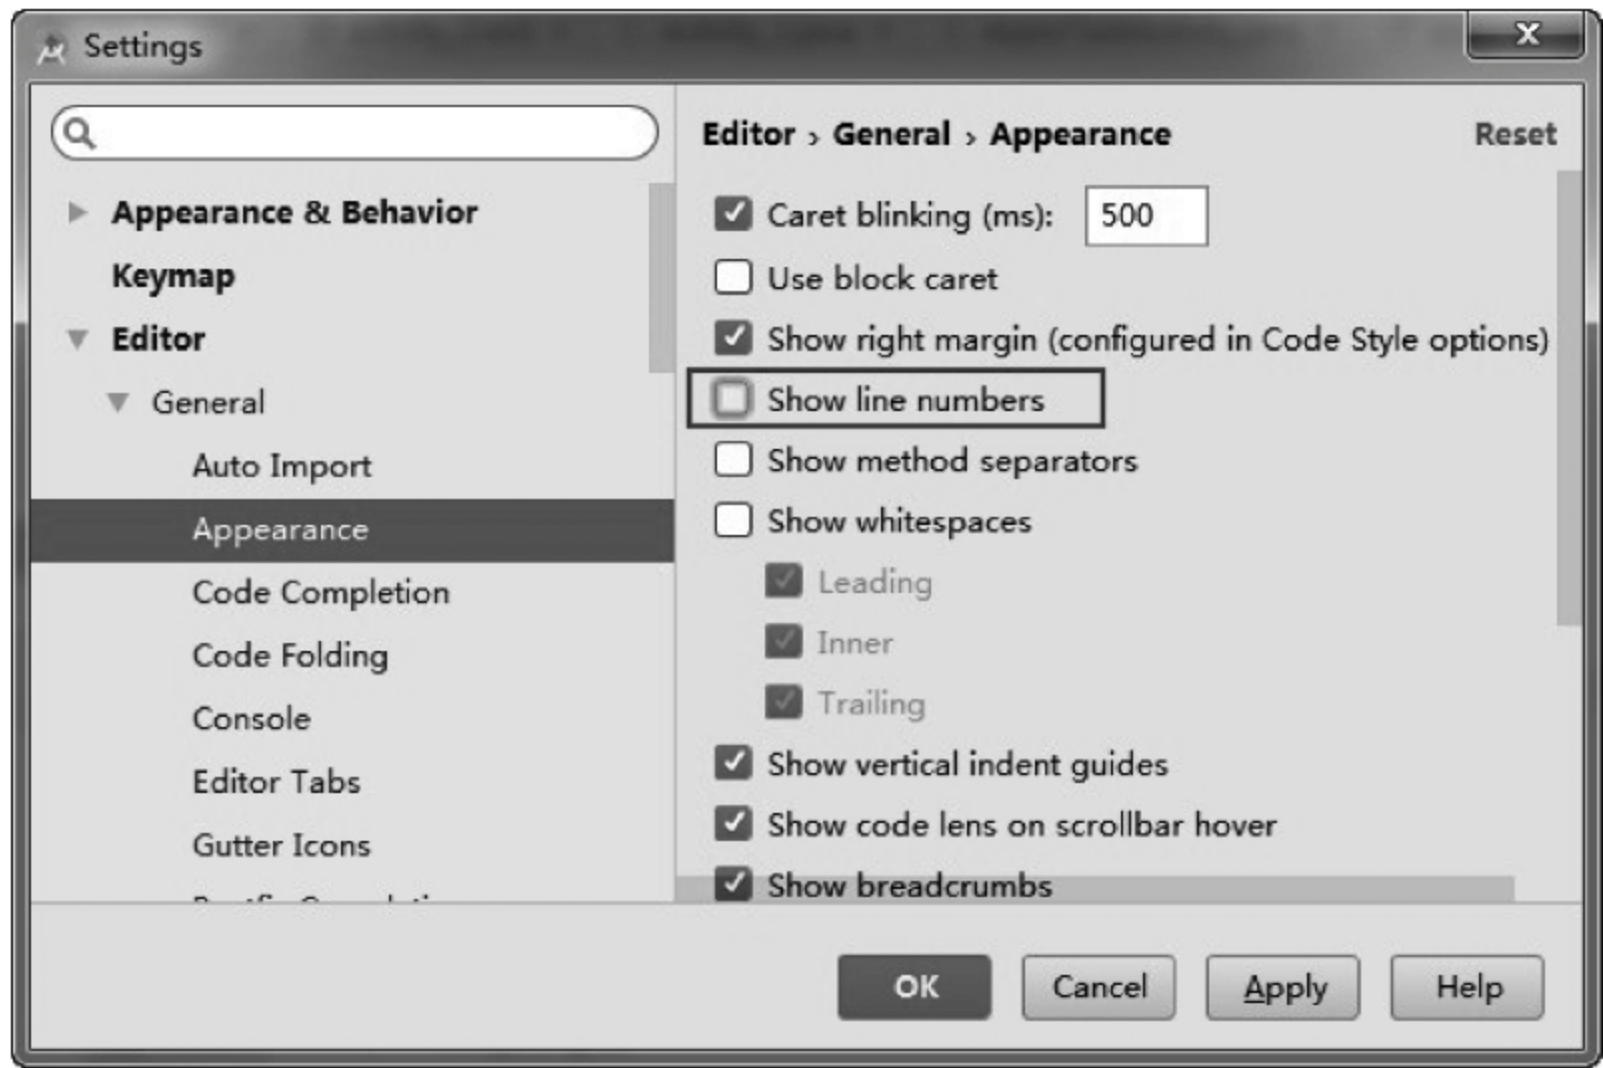 Settings
Appearance & Behavior
Keymap
Editor
General
Auto Import
Appearance
Code Completion
Code Folding
Console
Editor Tabs
Gutter Icons
Editor › General › Appearance
Reset
Caret blinking (ms): 500
Use block caret
Show right margin (configured in Code Style options)
Show line numbers
Show method separators
Show whitespaces
Leading
Inner
Trailing
Show vertical indent guides
Show code lens on scrollbar hover
Show breadcrumbs
OK
Cancel
Apply
Help